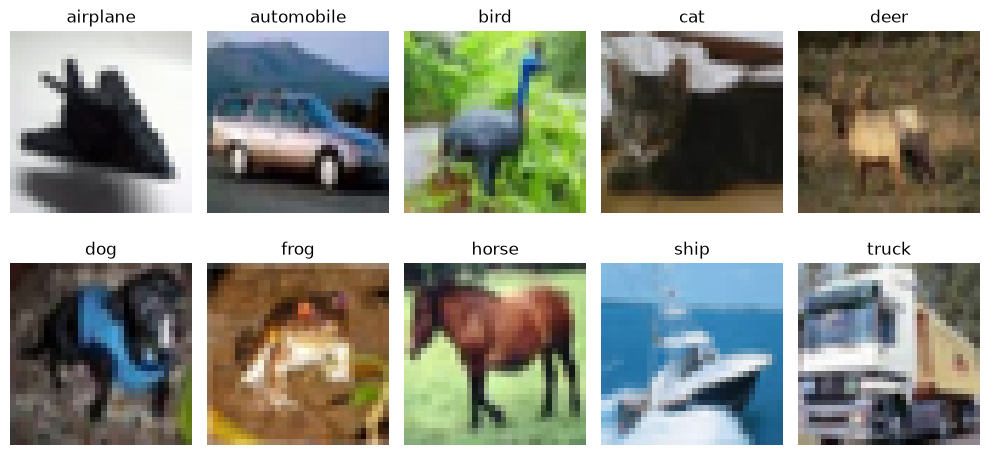 airplane automobile bird cat deer
dog frog horse ship truck